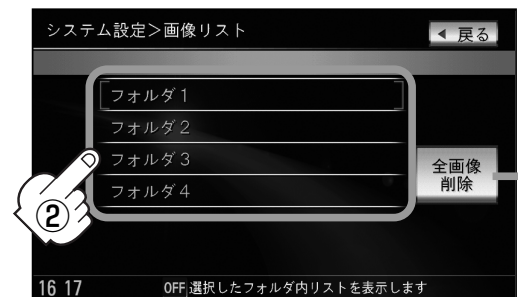 システム設定＞画像リスト
◀ 戻る
フォルダ1
フォルダ2
フォルダ3
フォルダ4
全画像
削除
②
16 17
OFF 選択したフォルダ内リストを表示します